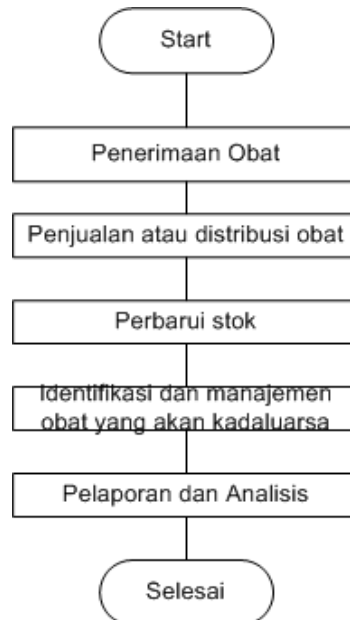 Start
Penerimaan Obat
Penjualan atau distribusi obat
Perbarui stok
Identifikasi dan manajemen
obat yang akan kadaluarsa
Pelaporan dan Analisis
Selesai